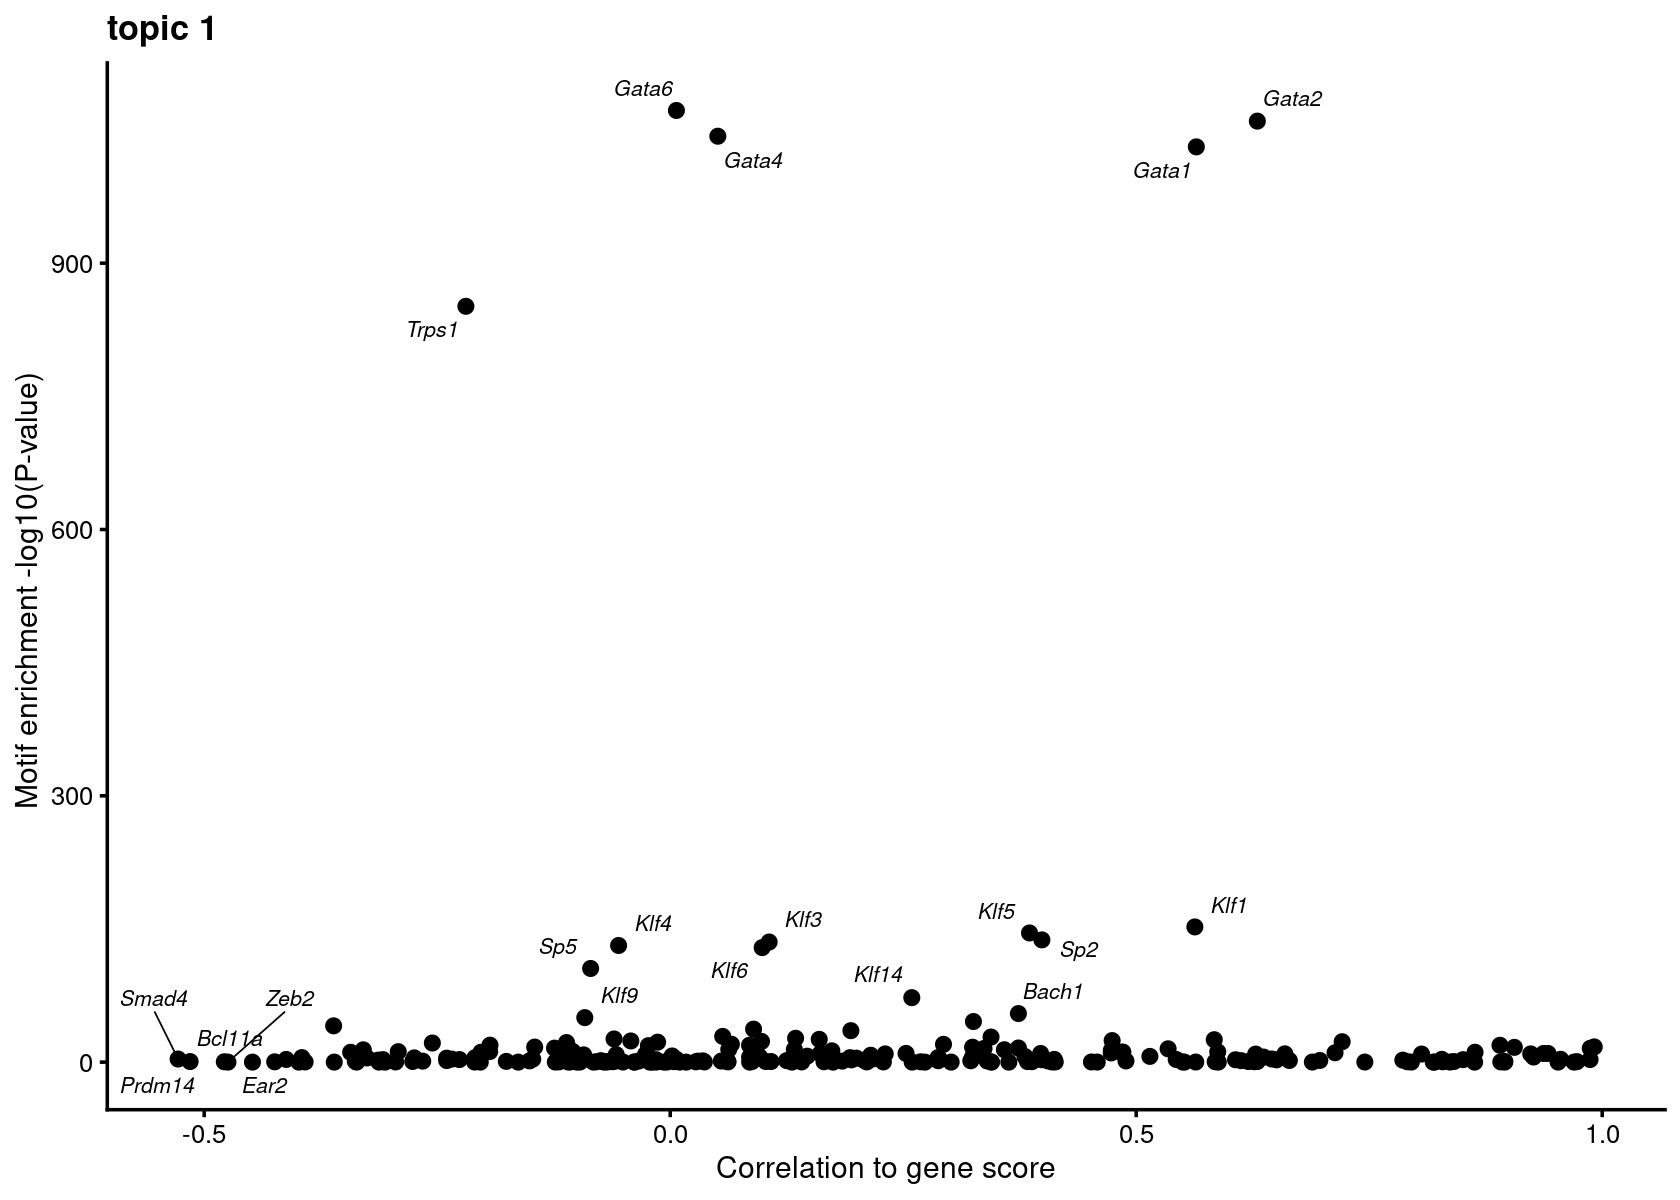 topic 1
Gata6
Gata2
Gata4
Gata1
900
Trps1
Motif enrichment -log10(P-value)
600
300
Klf4
Klf3
Klf5
Klf1
Sp5
Sp2
Klf6
Klf14
Klf9
Bach1
Smad4
Zeb2
Bcl11a
0
Prdm14
Ear2
-0.5
0.0
0.5
1.0
Correlation to gene score